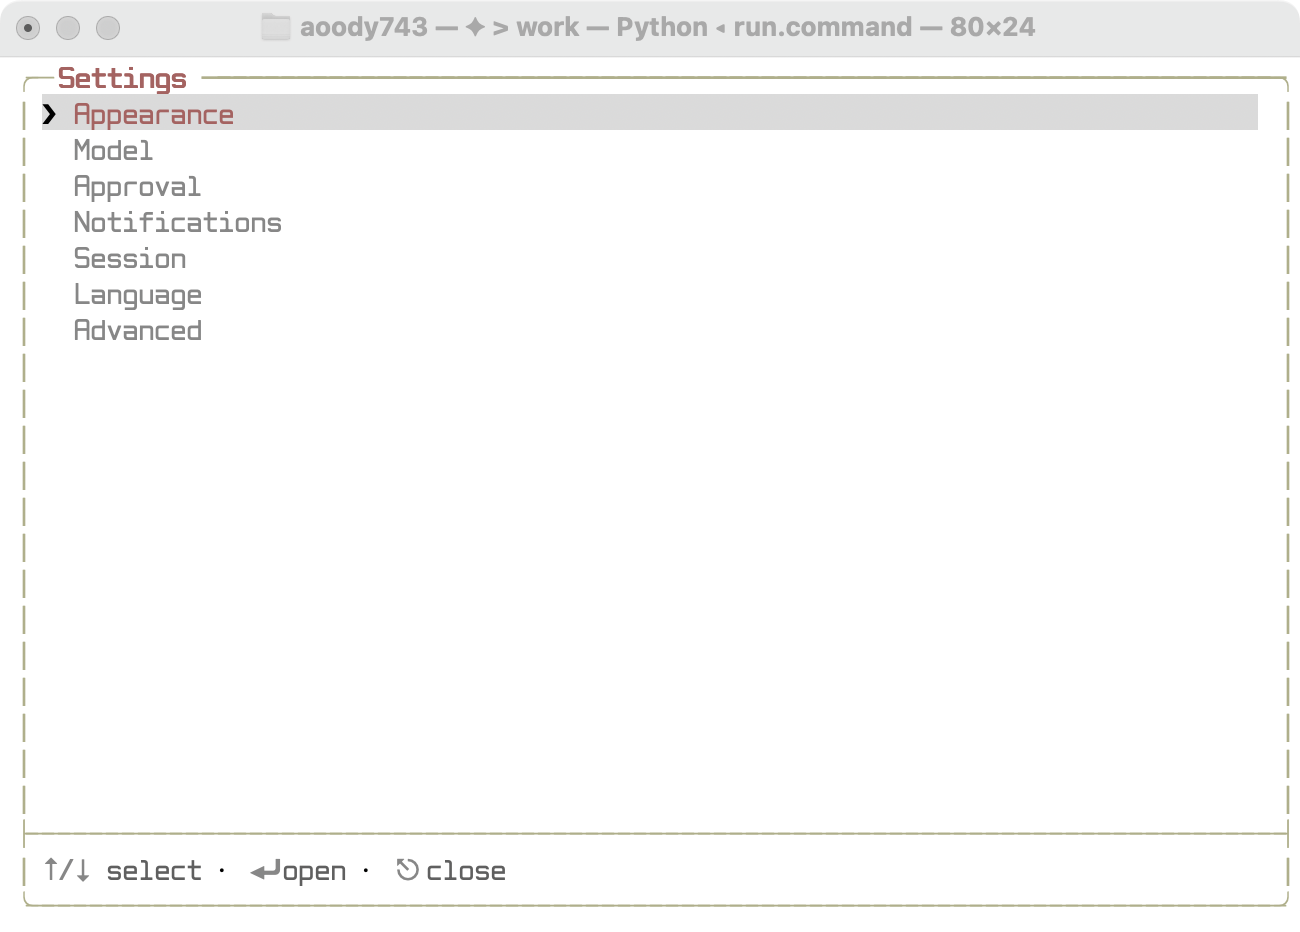 aoody743 — ✦ > work — Python ◂ run.command — 80×24
Settings
❯ Appearance
Model
Approval
Notifications
Session
Language
Advanced
↑/↓ select · ↵open · ⎋ close